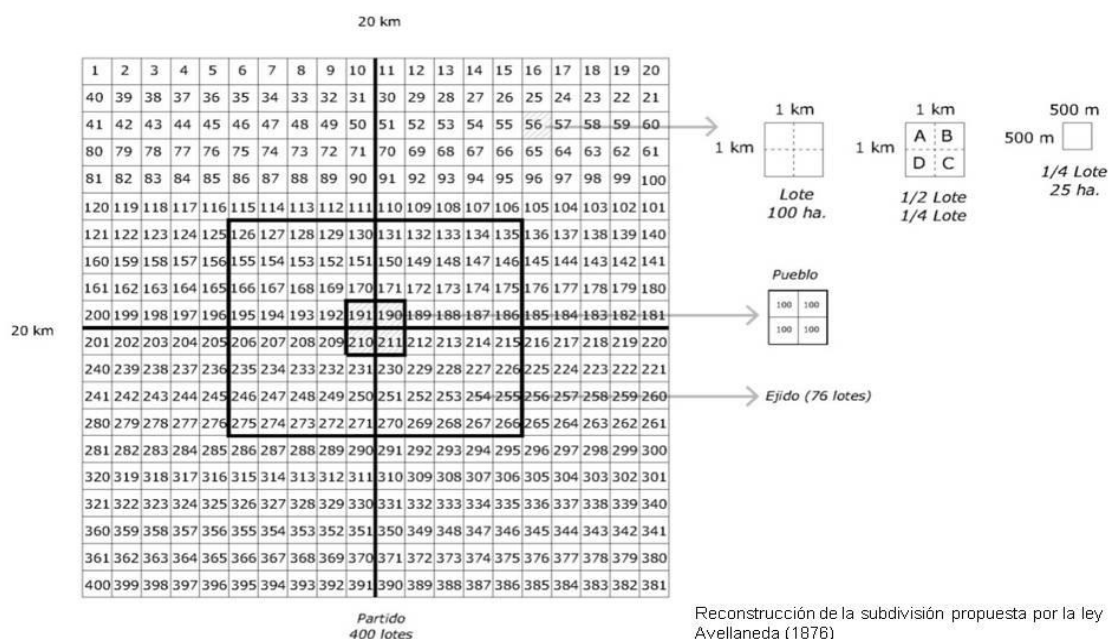 20 km
1 2 3 4 5 6 7 8 9 10 11 12 13 14 15 16 17 18 19 20
40 39 38 37 36 35 34 33 32 31 30 29 28 27 26 25 24 23 22 21
41 42 43 44 45 46 47 48 49 50 51 52 53 54 55 56 57 58 59 60
80 79 78 77 76 75 74 73 72 71 70 69 68 67 66 65 64 63 62 61
81 82 83 84 85 86 87 88 89 90 91 92 93 94 95 96 97 98 99 100
120 119 118 117 116 115 114 113 112 111 110 109 108 107 106 105 104 103 102 101
121 122 123 124 125 126 127 128 129 130 131 132 133 134 135 136 137 138 139 140
160 159 158 157 156 155 154 153 152 151 150 149 148 147 146 145 144 143 142 141
161 162 163 164 165 166 167 168 169 170 171 172 173 174 175 176 177 178 179 180
200 199 198 197 196 195 194 193 192 191 190 189 188 187 186 185 184 183 182 181
20 km
201 202 203 204 205 206 207 208 209 210 211 212 213 214 215 216 217 218 219 220
240 239 238 237 236 235 234 233 232 231 230 229 228 227 226 225 224 223 222 221
241 242 243 244 245 246 247 248 249 250 251 252 253 254 255 256 257 258 259 260
280 279 278 277 276 275 274 273 272 271 270 269 268 267 266 265 264 263 262 261
281 282 283 284 285 286 287 288 289 290 291 292 293 294 295 296 297 298 299 300
320 319 318 317 316 315 314 313 312 311 310 309 308 307 306 305 304 303 302 301
321 322 323 324 325 326 327 328 329 330 331 332 333 334 335 336 337 338 339 340
360 359 358 357 356 355 354 353 352 351 350 349 348 347 346 345 344 343 342 341
361 362 363 364 365 366 367 368 369 370 371 372 373 374 375 376 377 378 379 380
400 399 398 397 396 395 394 393 392 391 390 389 388 387 386 385 384 383 382 381
Partido
400 lotes
1 km
1 km
Lote
100 ha.
1 km
1 km
A B
D C
1/2 Lote
1/4 Lote
500 m
500 m
1/4 Lote
25 ha.
Pueblo
100 100
100 100
Ejido (76 lotes)
Reconstrucción de la subdivisión propuesta por la ley
Avellaneda (1876)